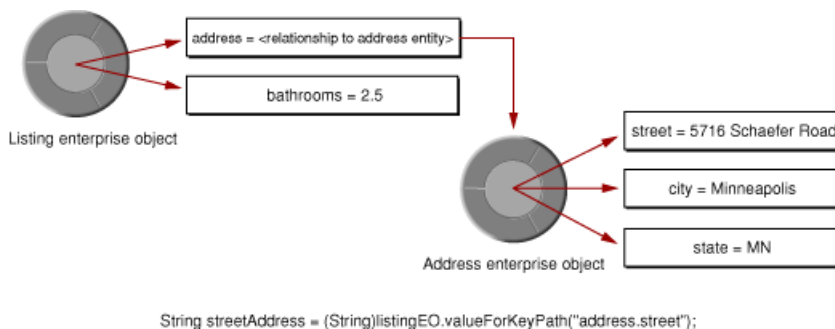 address = <relationship to address entity>
bathrooms = 2.5
Listing enterprise object
street = 5716 Schaefer Road
city = Minneapolis
state = MN
Address enterprise object
String streetAddress = (String)listingEO.valueForKeyPath("address.street");